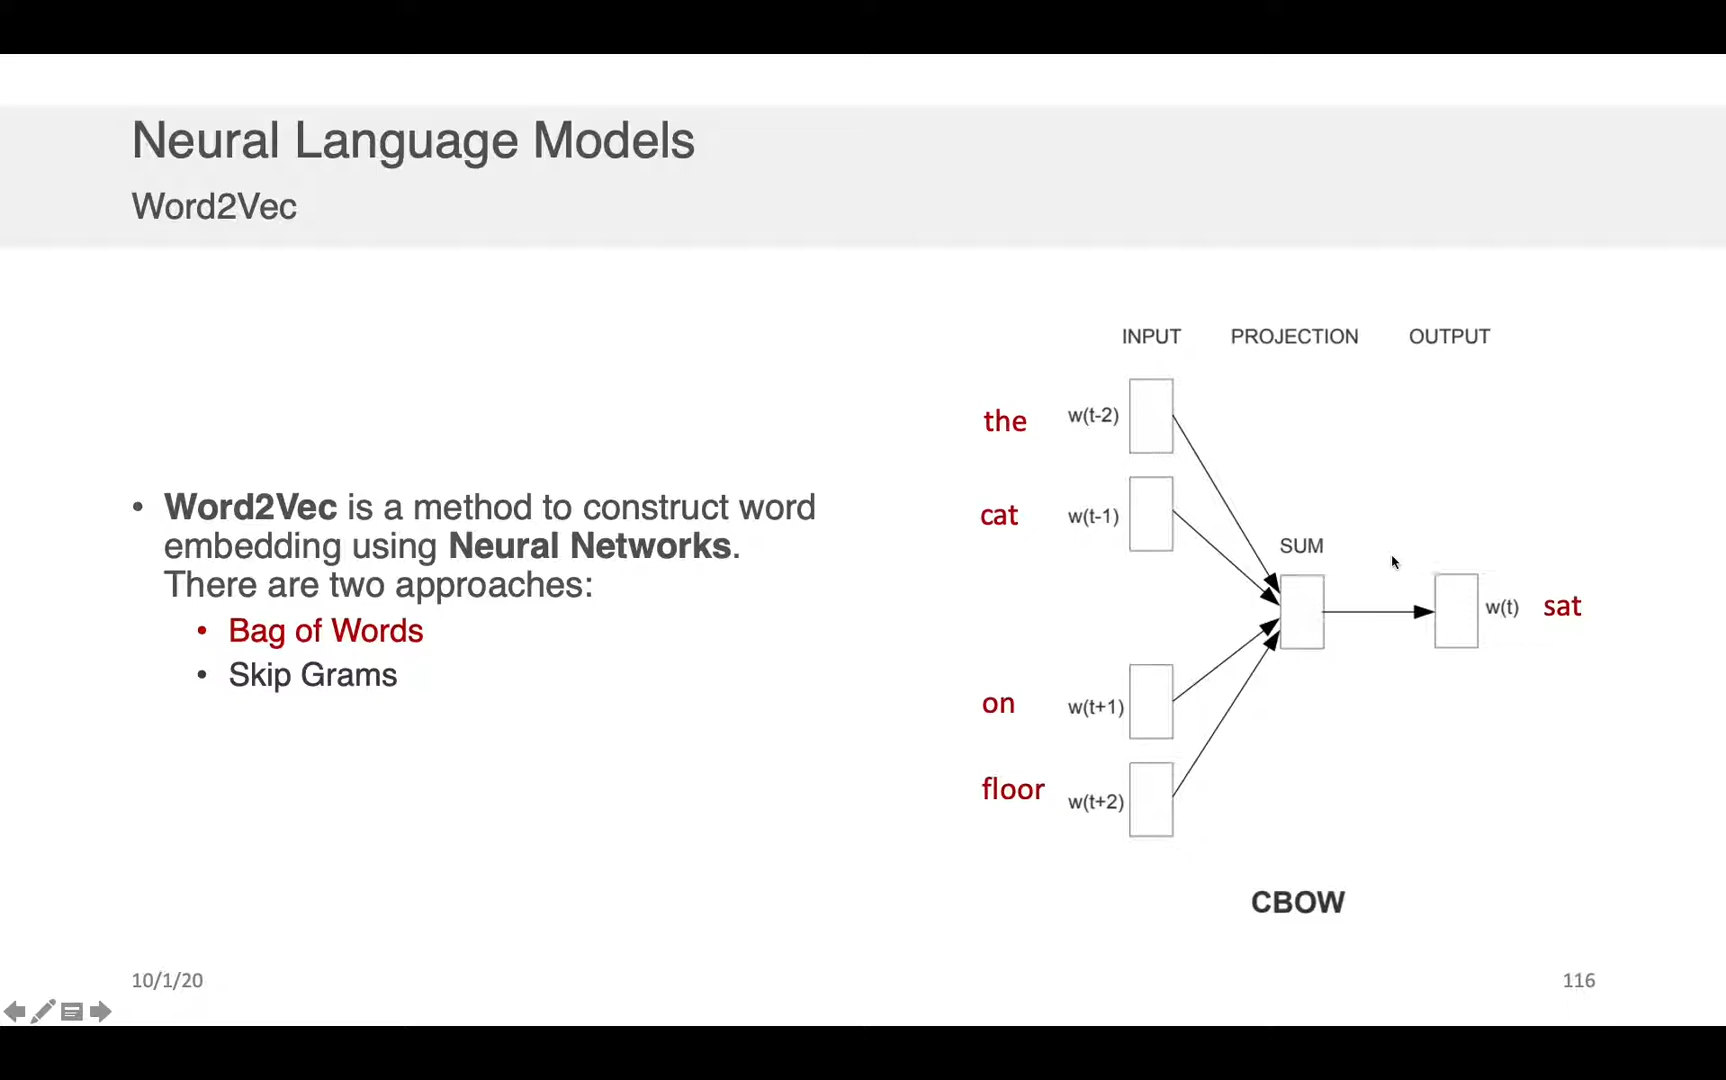 Neural Language Models
Word2Vec
• Word2Vec is a method to construct word
embedding using Neural Networks.
There are two approaches:
• Bag of Words
• Skip Grams
INPUT PROJECTION OUTPUT
the w(t-2)
cat w(t-1)
SUM
w(t) sat
on w(t+1)
floor w(t+2)
CBOW
10/1/20
116